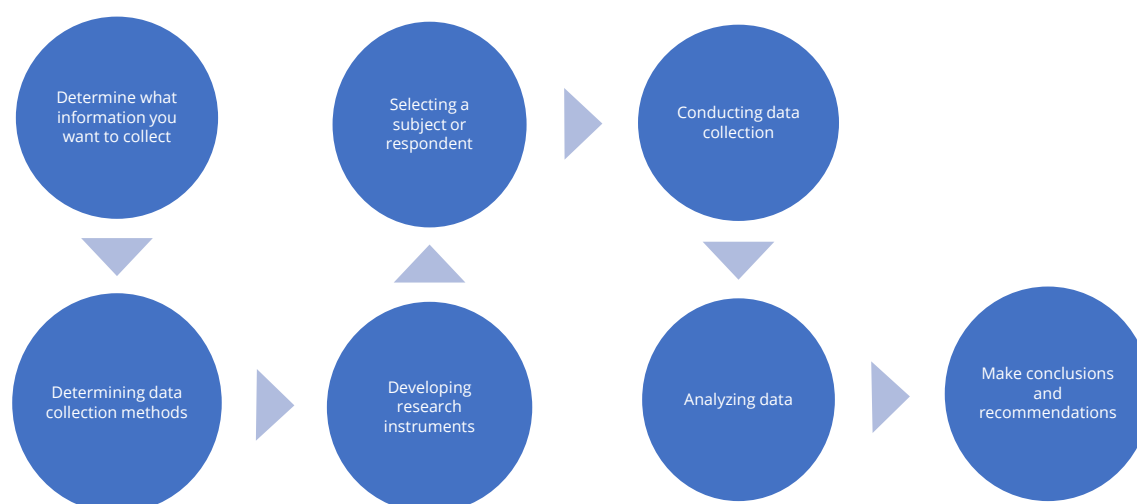 Determine what
information you
want to collect
Determining data
collection methods
Developing
research
instruments
Selecting a
subject or
respondent
Conducting data
collection
Analyzing data
Make conclusions
and
recommendations